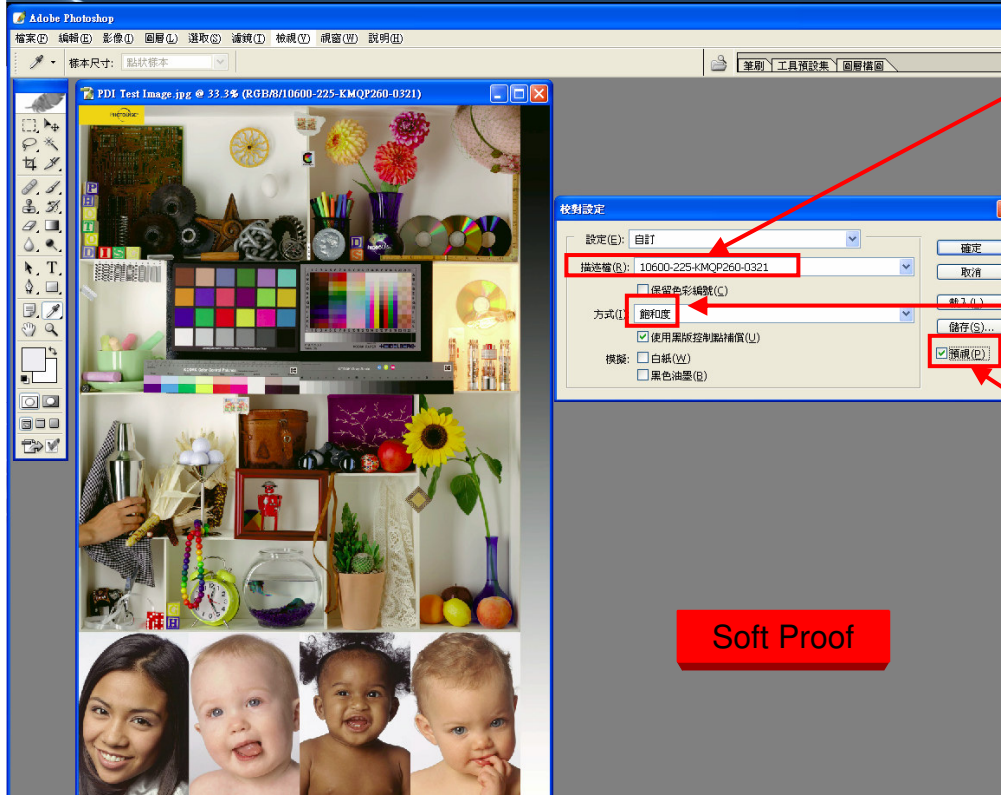 Adobe Photoshop
檔案(F) 編輯(E) 影像(I) 圖層(L) 選取(S) 濾鏡(T) 檢視(V) 視窗(W) 說明(H)
樣本尺寸: 點狀樣本
筆刷 工具預設集 圖層構圖
PDI Test Image.jpg @ 33.3% (RGB/8/10600-225-KMQP260-0321)
P
H
O
T
O
D I S
校對設定
設定(E): 自訂
確定
描述檔(R): 10600-225-KMQP260-0321
取消
保留色彩編號(C)
載入(L)...
方式(I): 飽和度
儲存(S)...
使用黑版控制點補償(U)
預視(P)
模擬: 白紙(W)
黑色油墨(B)
Soft Proof